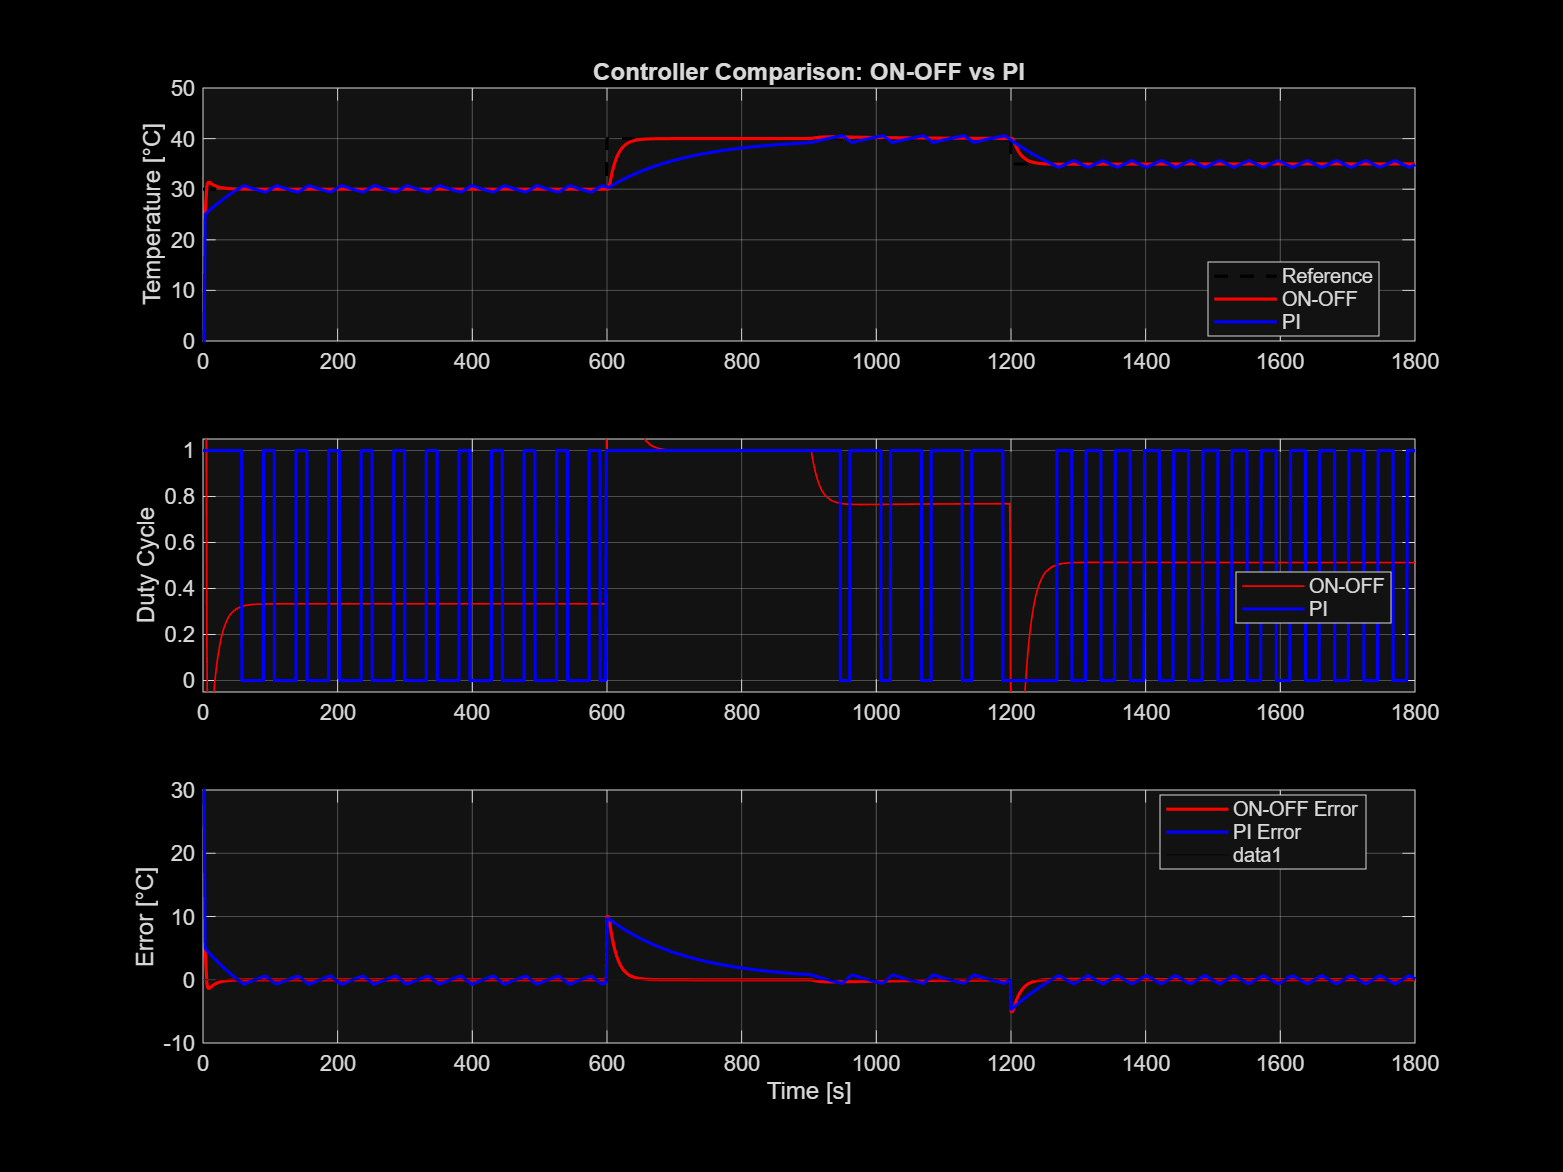 Controller Comparison: ON-OFF vs PI
50
40
30
20
10
0
Temperature [°C]
0 200 400 600 800 1000 1200 1400 1600 1800
Reference
ON-OFF
PI
1
0.8
0.6
0.4
0.2
0
Duty Cycle
0 200 400 600 800 1000 1200 1400 1600 1800
ON-OFF
PI
30
20
10
0
-10
Error [°C]
0 200 400 600 800 1000 1200 1400 1600 1800
Time [s]
ON-OFF Error
PI Error
data1